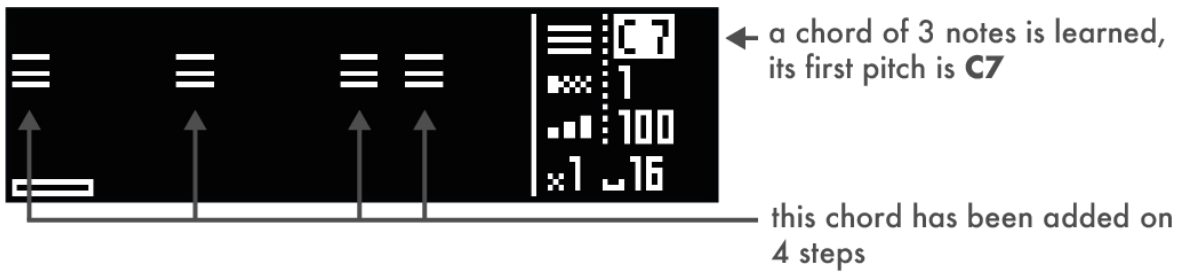 C 7
a chord of 3 notes is learned,
its first pitch is C7
1
100
x1 16
this chord has been added on
4 steps